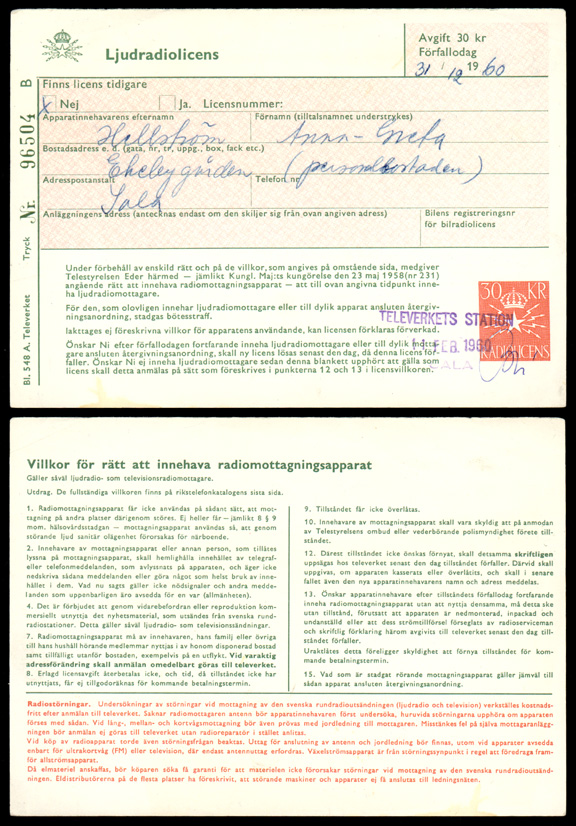 Ljudradiolicens
Avgift 30 kr
Förfallodag
31 / 12 1960
Finns licens tidigare
x Nej Ja. Licensnummer:
Apparatinnehavarens efternamn Förnamn (tilltalsnamnet understrykes)
Hallström Anna-Greta
Bostadsadress e. d. (gata, nr, tr, uppg., box, fack etc.)
Ekebygården (personalbostaden)
Adresspostanstalt Telefon nr
Sala
Anläggningens adress (antecknas endast om den skiljer sig från ovan angiven adress) Bilens registreringsnr
för bilradiolicens
Nr. 96504 B
Bl. 548 A. Televerket Tryck
Under förbehåll av enskild rätt och på de villkor, som angives på omstående sida, medgiver
Telestyrelsen Eder härmed — jämlikt Kungl. Maj:ts kungörelse den 23 maj 1958 (nr 231)
angående rätt att innehava radiomottagningsapparat — att till ovan angivna tidpunkt inne-
ha ljudradiomottagare.
För den, som olovligen innehar ljudradiomottagare eller till dylik apparat ansluten återgiv-
ningsanordning, stadgas bötesstraff.
Iakttages ej föreskrivna villkor för apparatens användande, kan licensen förklaras förverkad.
Önskar Ni efter förfallodagen fortfarande inneha ljudradiomottagare eller till dylik motta-
gare ansluten återgivningsanordning, skall ny licens lösas senast den dag, då denna licens för-
faller. Önskar Ni ej innehava ljudradiomottagare sedan denna blankett upphört att gälla som
licens skall detta anmälas på sätt som föreskrives i punkterna 12 och 13 i licensvillkoren.
30 KR
RADIOLICENS
TELEVERKETS STATION
FEB. 1960
SALA
Villkor för rätt att innehava radiomottagningsapparat
Gäller såväl ljudradio- som televisionsradiomottagare.
Utdrag. De fullständiga villkoren finns på rikstelefonkatalogens sista sida.
1. Radiomottagningsapparat får icke användas på sådant sätt, att mot-
tagning på andra platser därigenom störes. Ej heller får — jämlikt 8 § 9
mom. hälsovårdsstadgan — mottagningsapparat användas så, att genom
störande ljud sanitär olägenhet förorsakas för närboende.
2. Innehavare av mottagningsapparat eller annan person, som tillåtes
lyssna på mottagningsapparat, skall hemlighålla innehållet av telegraf-
eller telefonmeddelanden, som avlyssnats på apparaten, och äger icke
nedskriva sådana meddelanden eller göra något som helst bruk av inne-
hållet i dem. Vad nu sagts gäller icke nödsignaler och andra medde-
landen som uppenbarligen äro avsedda för en var (allmänheten).
4. Det är förbjudet att genom vidarebefordran eller reproduktion kom-
mersiellt utnyttja det nyhetsmaterial, som utsändes från svenska rund-
radiostationer. Detta gäller såväl ljudradio- som televisionssändningar.
7. Radiomottagningsapparat må av innehavaren, hans familj eller övriga
till hans hushåll hörande medlemmar nyttjas i av honom disponerad bostad
samt tillfälligt utanför bostaden, exempelvis på en utflykt. Vid varaktig
adressförändring skall anmälan omedelbart göras till televerket.
8. Erlagd licensavgift återbetalas icke, och tid, då tillståndet icke har
utnyttjats, får ej tillgodoräknas för kommande betalningstermin.
9. Tillståndet får icke överlåtas.
10. Innehavare av mottagningsapparat skall vara skyldig att på anmodan
av Telestyrelsens ombud eller vederbörande polismyndighet förete till-
ståndet.
12. Därest tillståndet icke önskas förnyat, skall detsamma skriftligen
uppsägas hos televerket senast den dag tillståndet förfaller. Därvid skall
uppgivas, om apparaten kasserats eller överlåtits, och skall i senare
fallet även den nya apparatinnehavarens namn och adress meddelas.
13. Önskar apparatinnehavare efter tillståndets förfallodag fortfarande
inneha radiomottagningsapparat utan att nyttja densamma, må detta ske
utan tillstånd, förutsatt att apparaten är nedmonterad, inpackad och
undanställd eller att dess strömtillförsel förseglats av radioserviceman
och skriftlig förklaring härom avgivits till televerket senast den dag till-
ståndet förfaller.
Uraktlåtes detta föreligger skyldighet att förnya tillståndet för kom-
mande betalningstermin.
15. Vad som är stadgat rörande mottagningsapparat gäller jämväl till
sådan apparat ansluten återgivningsanordning.
Radiostörningar. Undersökningar av störningar vid mottagning av den svenska rundradioutsändningen (ljudradio och television) verkställes kostnads-
fritt efter anmälan till televerket. Saknar radiomottagaren antenn bör apparatinnehavaren först undersöka, huruvida störningarna upphöra om apparaten
förses med sådan. Vid lång-, mellan- och kortvågsmottagning bör även prövas med jordledning till mottagaren. Misstänkes fel på själva mottagaranlägg-
ningen bör anmälan ej göras till televerket utan radioreparatör i stället anlitas.
Vid köp av radioapparat torde även störningsfrågan beaktas. Uttag för anslutning av antenn och jordledning bör finnas, utom vid apparater avsedda
enbart för ultrakortvåg (FM) eller television, där endast antennuttag erfordras. Växelströmsapparat är från störningssynpunkt i regel att föredraga fram-
för allströmsapparat.
Då elmateriel anskaffas, bör köparen söka få garanti för att materielen icke förorsakar störningar vid mottagning av den svenska rundradioutsänd-
ningen. Eldistributörerna på de flesta platser ha föreskrivit, att störande maskiner och apparater ej få anslutas till ledningsnäten.